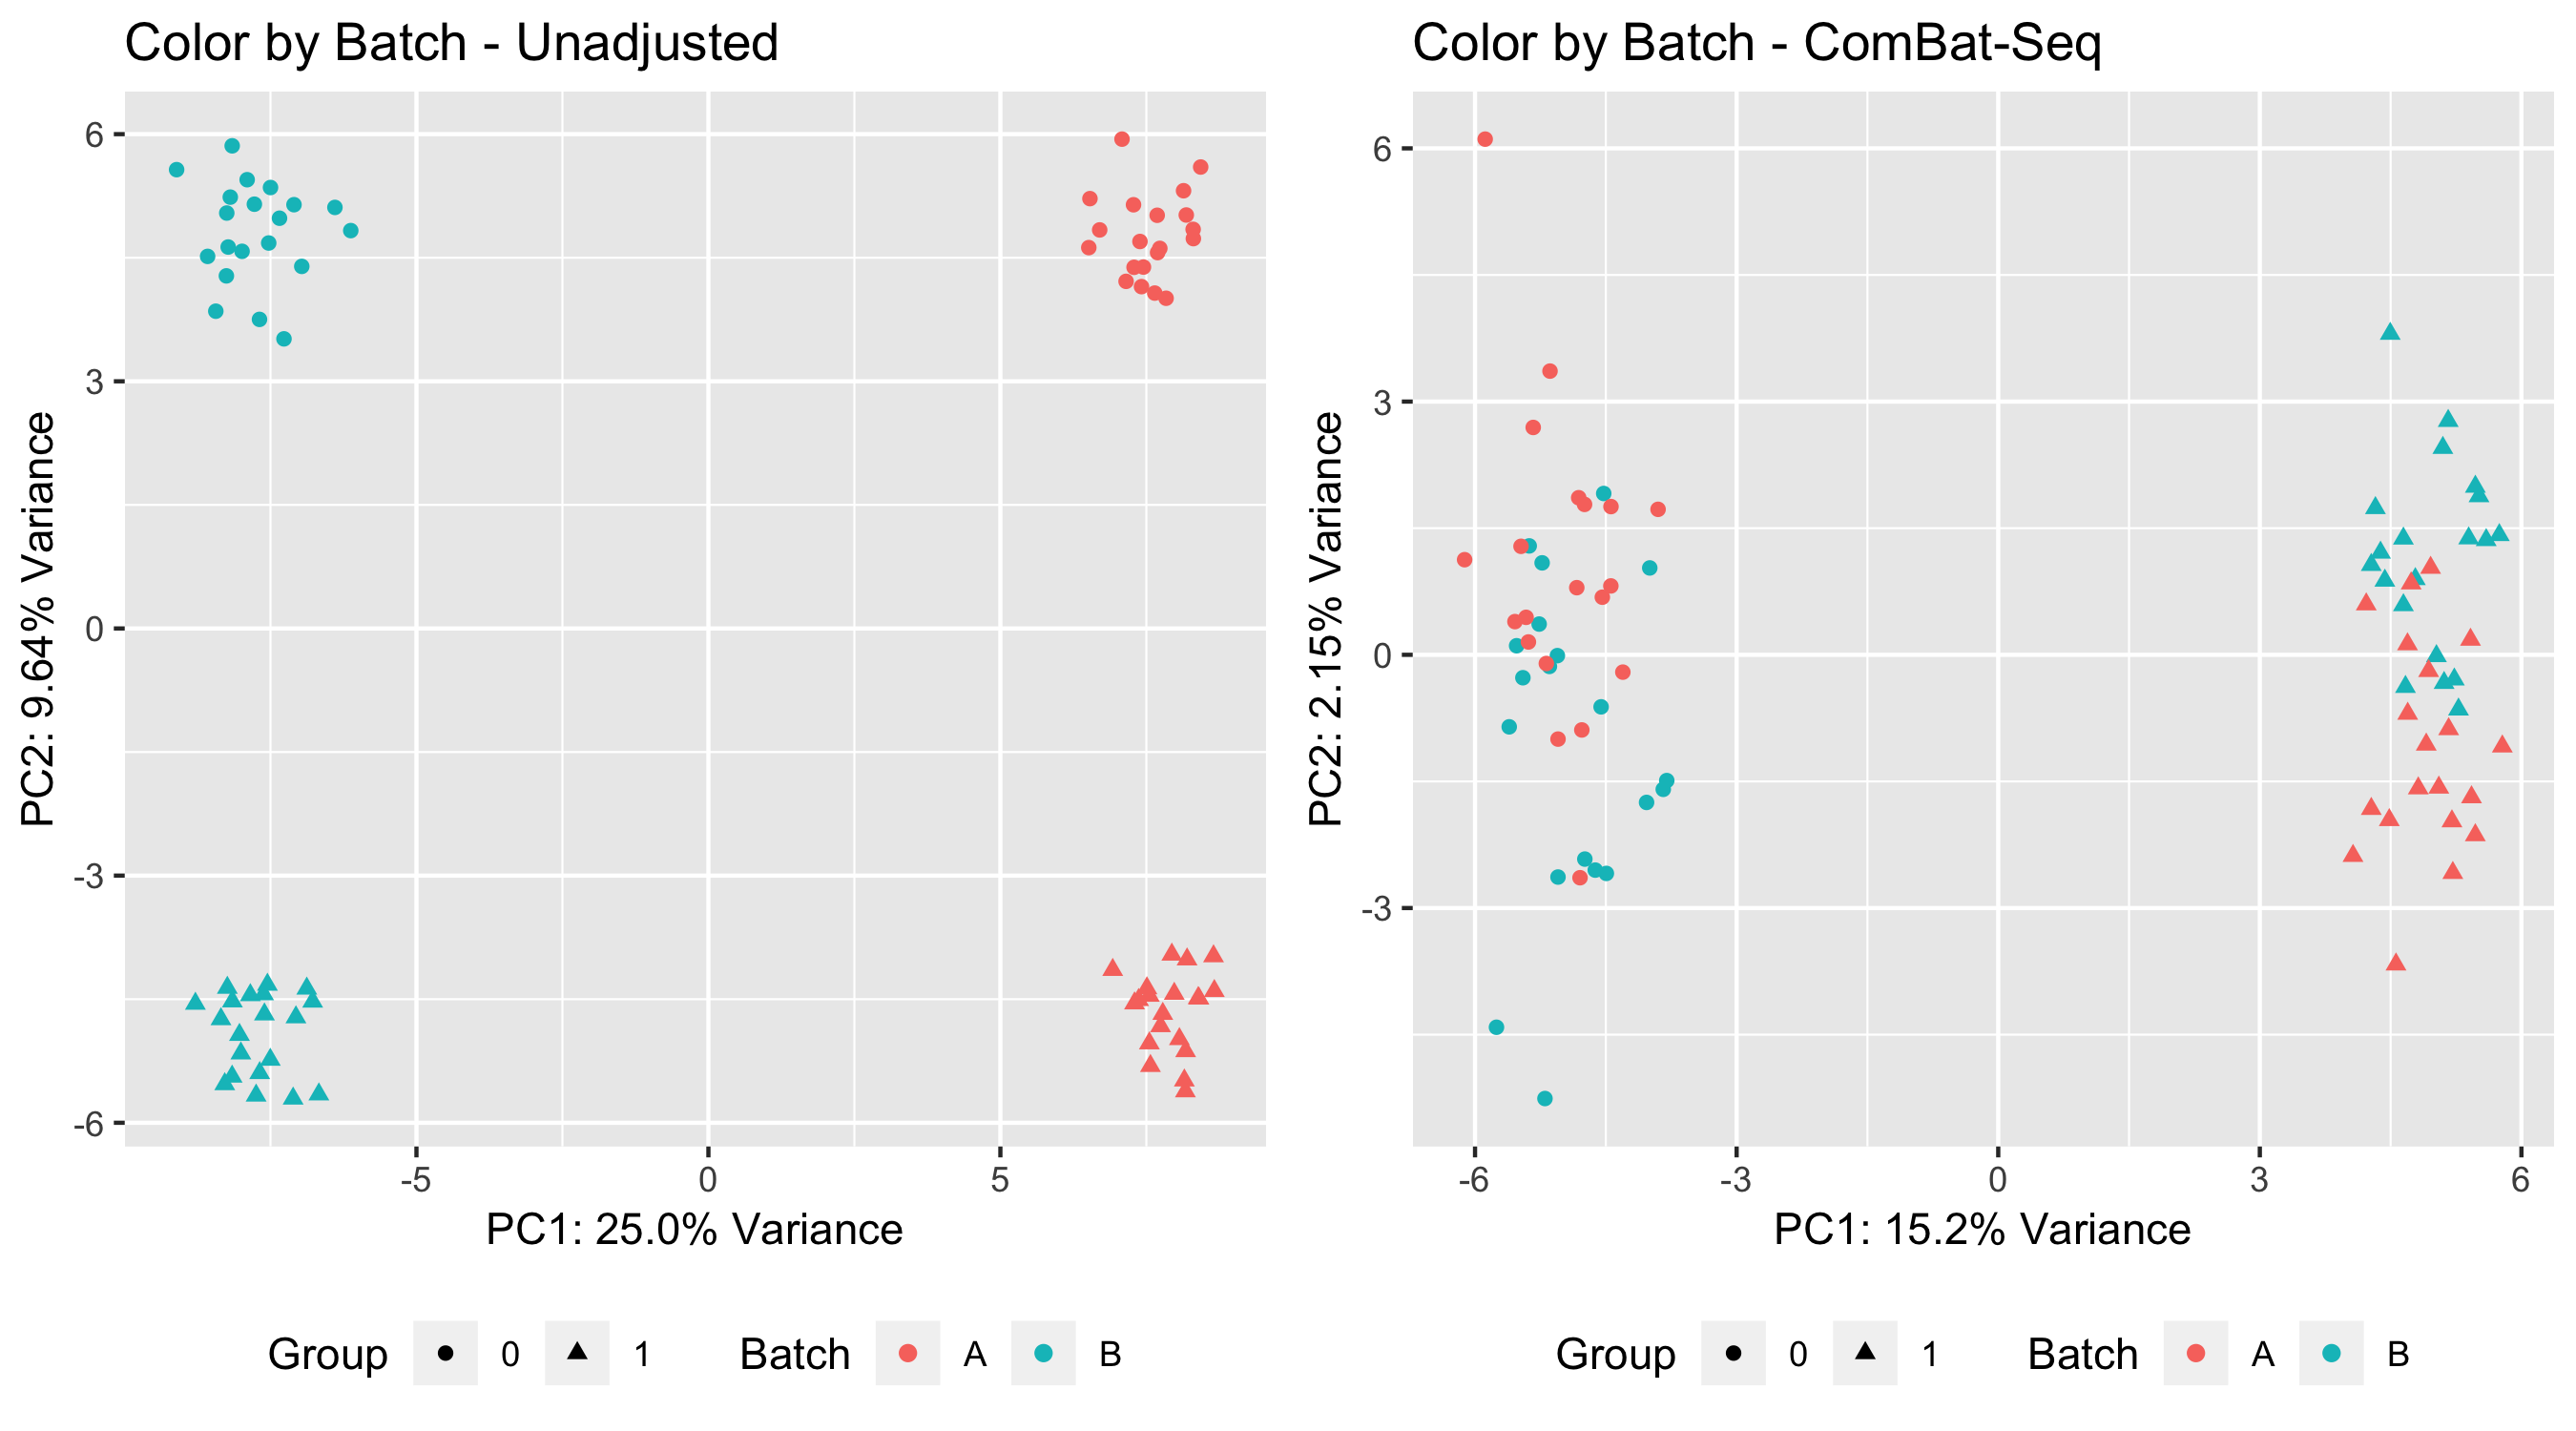 Color by Batch - Unadjusted
6
3
0
-3
-6
PC2: 9.64% Variance
-5 0 5
PC1: 25.0% Variance
Group 0 1 Batch A B
Color by Batch - ComBat-Seq
6
3
0
-3
PC2: 2.15% Variance
-6 -3 0 3 6
PC1: 15.2% Variance
Group 0 1 Batch A B